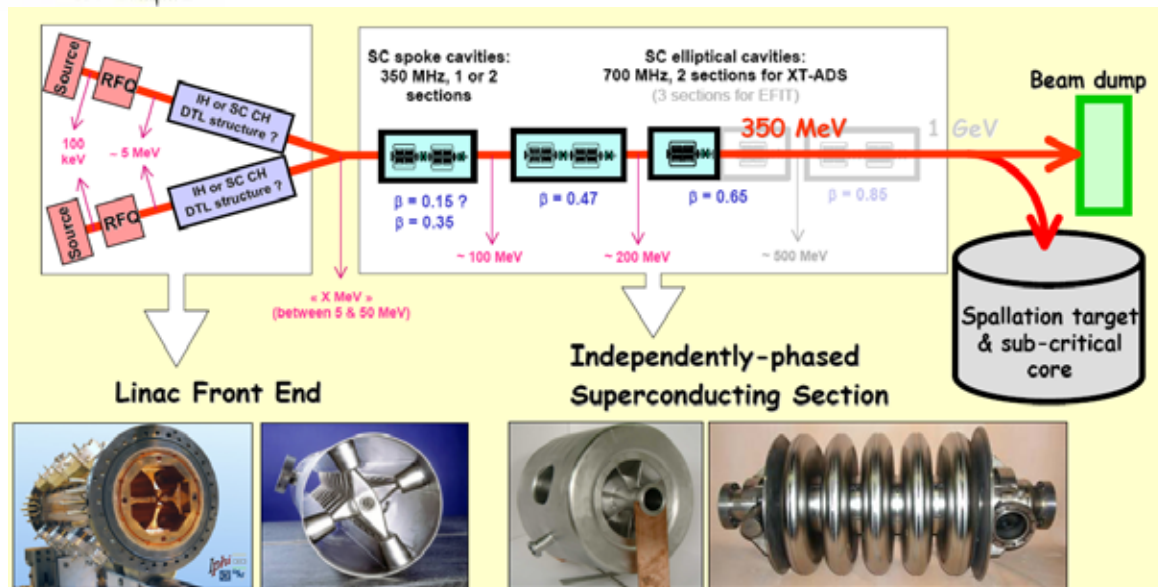 Source
RFQ
IH or SC CH
DTL structure ?
100
keV
~ 5 MeV
IH or SC CH
DTL structure ?
Source
RFQ
SC spoke cavities:
350 MHz, 1 or 2
sections
SC elliptical cavities:
700 MHz, 2 sections for XT-ADS
(3 sections for EFIT)
350 MeV
1 GeV
Beam dump
β = 0.15 ?
β = 0.35
β = 0.47
β = 0.65
β = 0.85
~ 100 MeV
~ 200 MeV
~ 500 MeV
« X MeV »
(between 5 & 50 MeV)
Spallation target
& sub-critical
core
Linac Front End
Independently-phased
Superconducting Section
Iphi